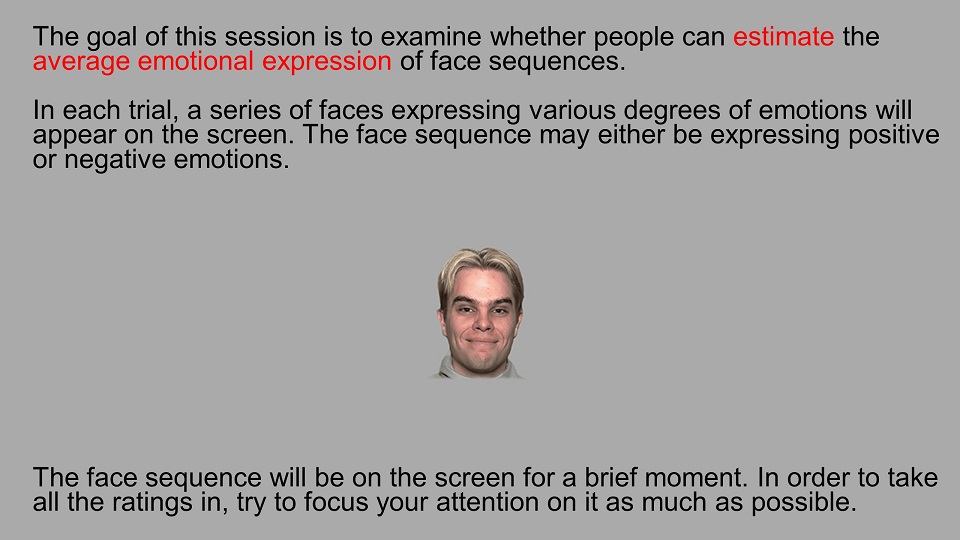 The goal of this session is to examine whether people can estimate the
average emotional expression of face sequences.
In each trial, a series of faces expressing various degrees of emotions will
appear on the screen. The face sequence may either be expressing positive
or negative emotions.
The face sequence will be on the screen for a brief moment. In order to take
all the ratings in, try to focus your attention on it as much as possible.